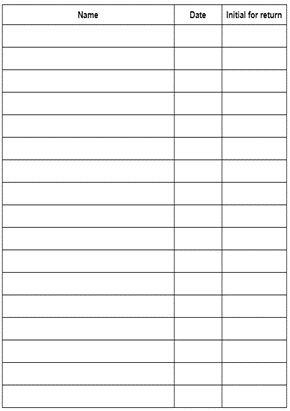 Name Date Initial for return